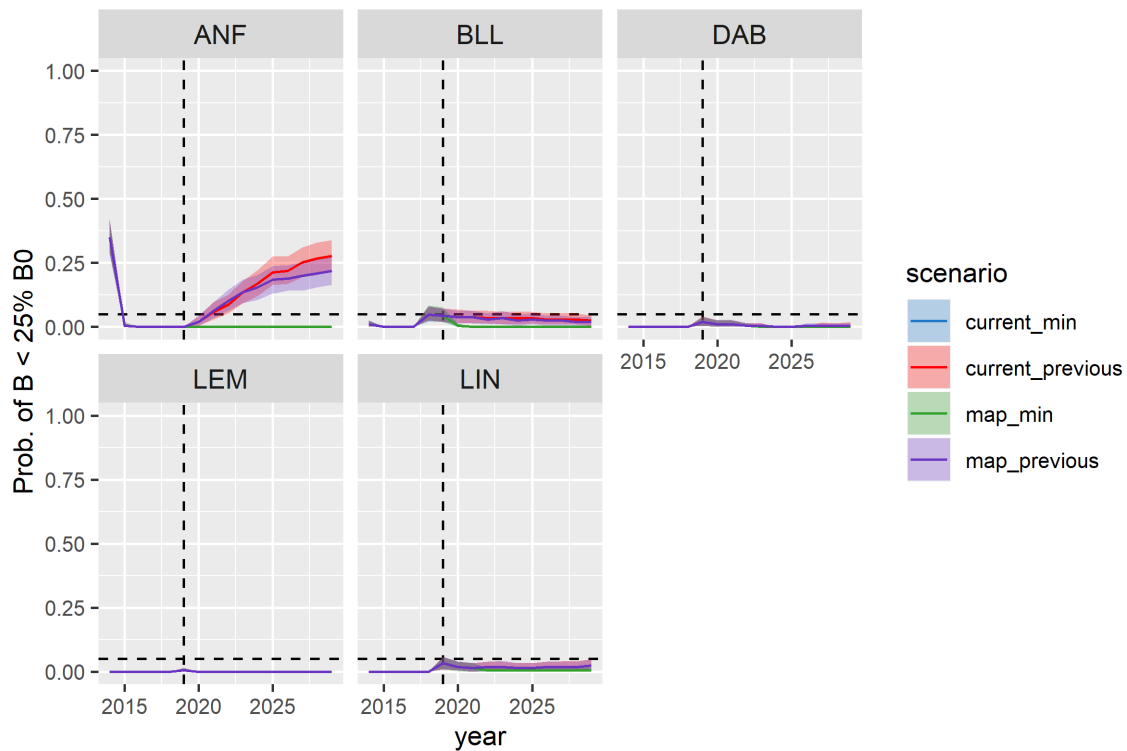 ANF BLL DAB
1.00
0.75
0.50
0.25
0.00
2015 2020 2025
LEM LIN
1.00
0.75
0.50
0.25
0.00
2015 2020 2025 2015 2020 2025
year
Prob. of B < 25% B0
scenario
current_min
current_previous
map_min
map_previous